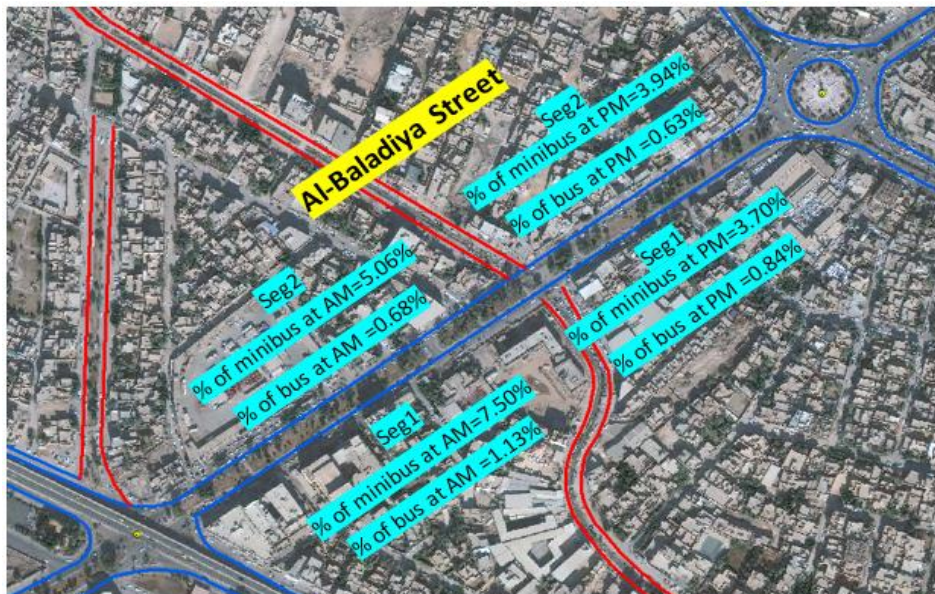 Al-Baladiya Street
Seg2
% of minibus at PM=3.94%
% of bus at PM =0.63%
Seg1
% of minibus at PM=3.70%
% of bus at PM =0.84%
Seg2
% of minibus at AM=5.06%
% of bus at AM =0.68%
Seg1
% of minibus at AM=7.50%
% of bus at AM =1.13%